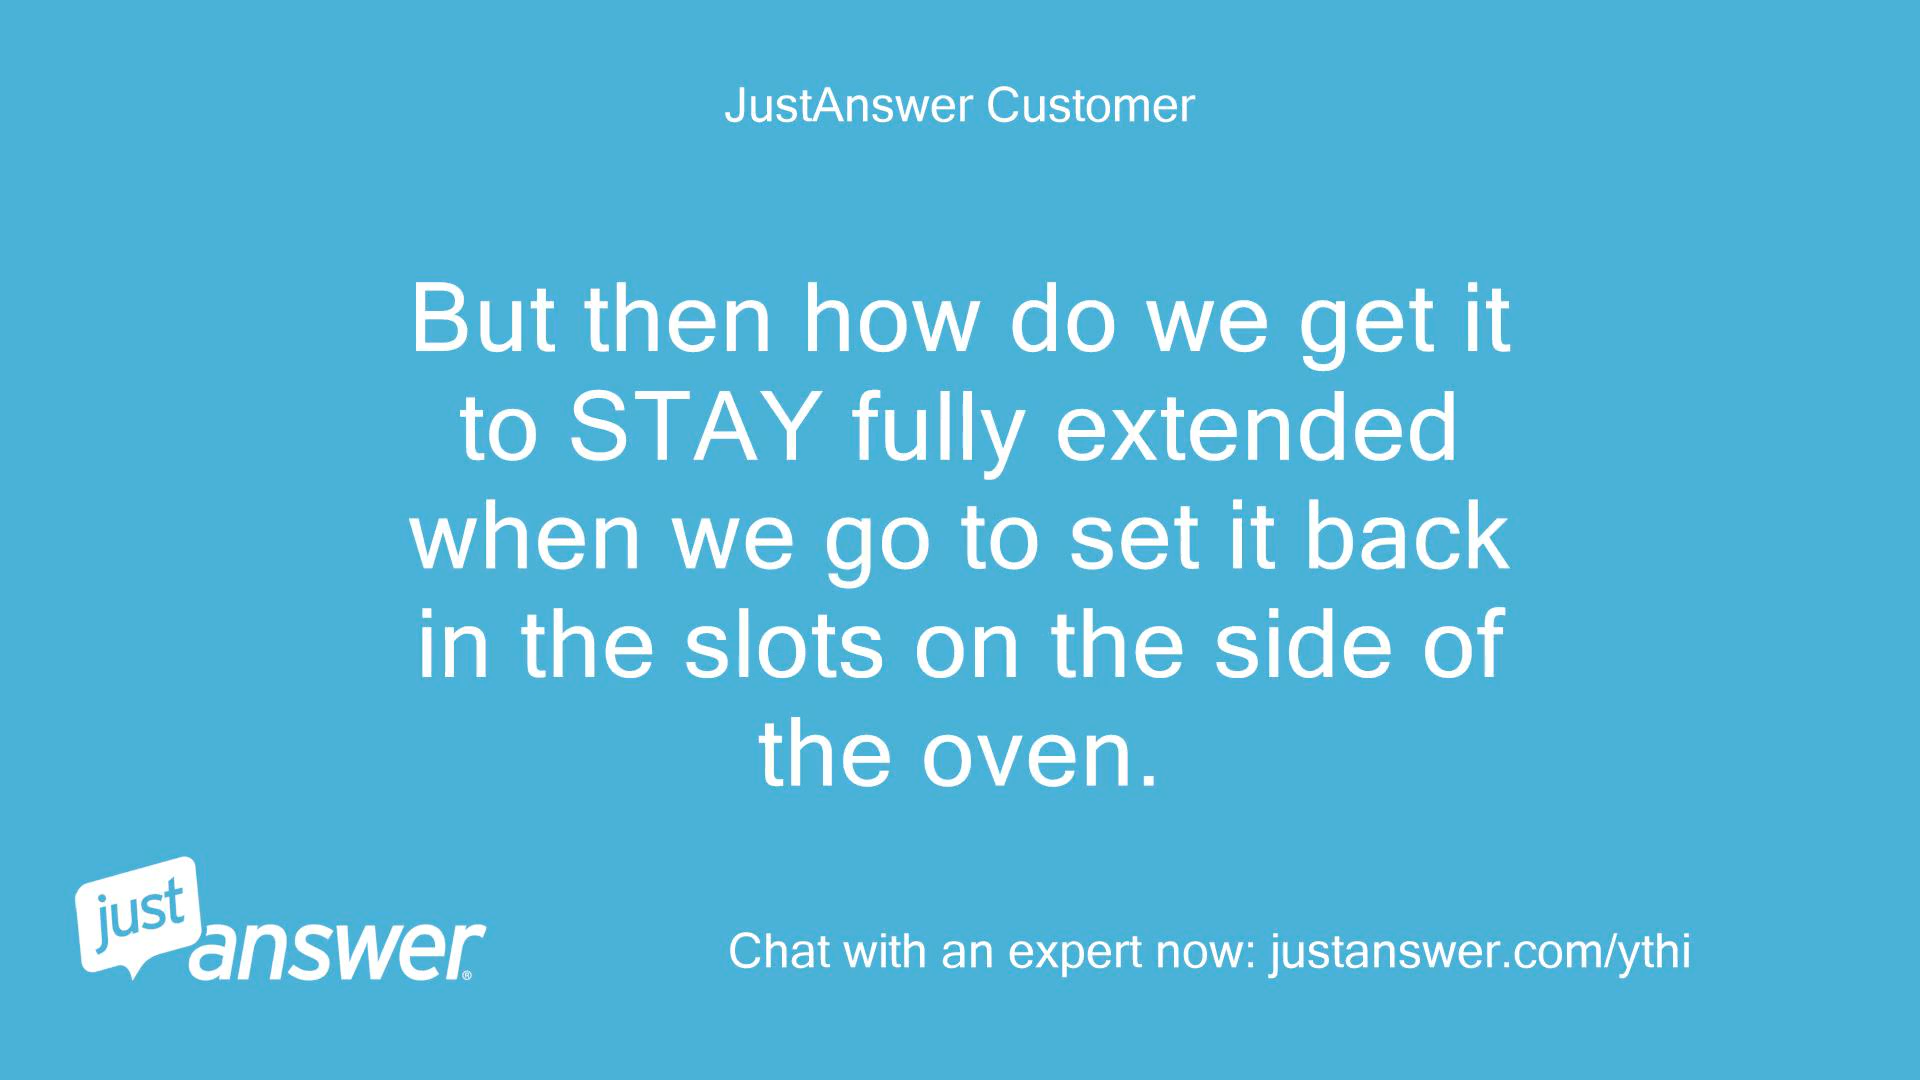 JustAnswer Customer
But then how do we get it
to STAY fully extended
when we go to set it back
in the slots on the side of
the oven.
just
answer®
Chat with an expert now: justanswer.com/ythi